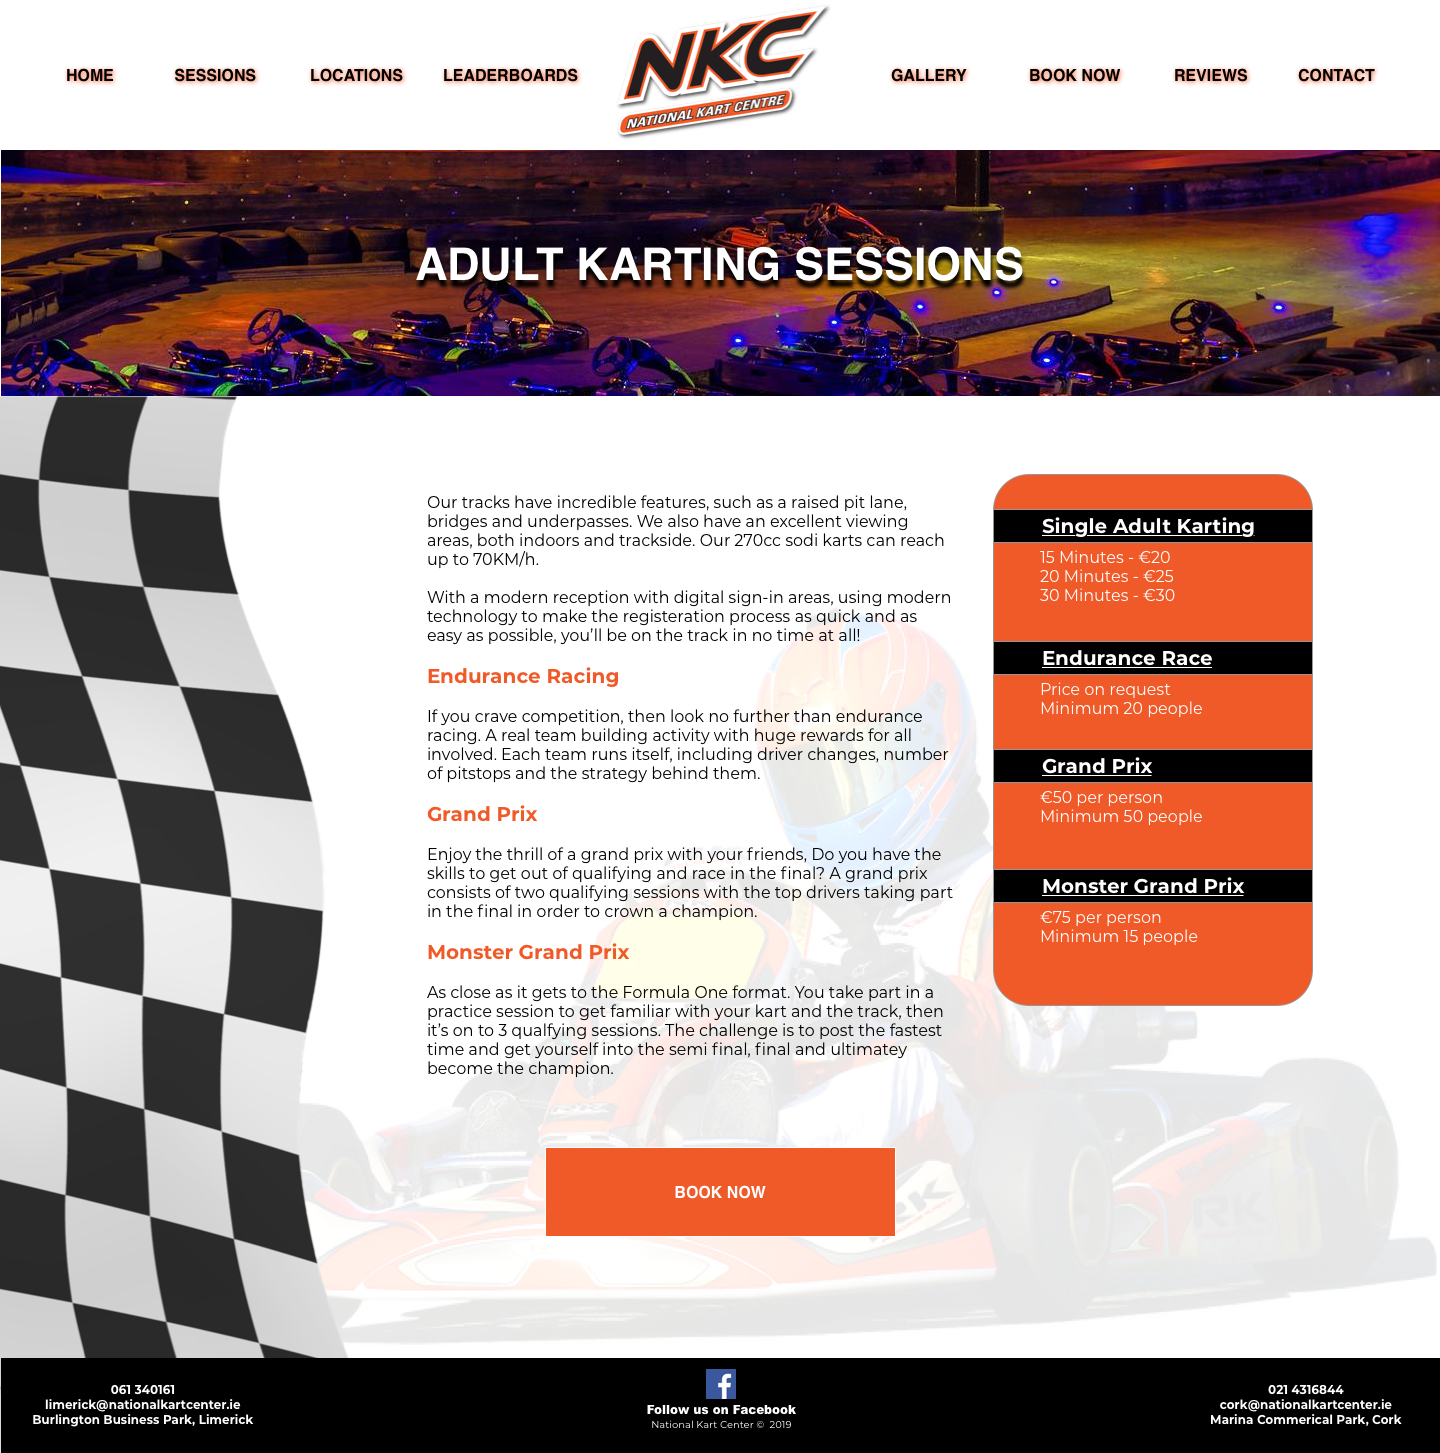 HOME
SESSIONS
LOCATIONS
LEADERBOARDS
NKC
NATIONAL KART CENTRE
GALLERY
BOOK NOW
REVIEWS
CONTACT
ADULT KARTING SESSIONS
Our tracks have incredible features, such as a raised pit lane,
bridges and underpasses. We also have an excellent viewing
areas, both indoors and trackside. Our 270cc sodi karts can reach
up to 70KM/h.
With a modern reception with digital sign-in areas, using modern
technology to make the registeration process as quick and as
easy as possible, you'll be on the track in no time at all!
Endurance Racing
If you crave competition, then look no further than endurance
racing. A real team building activity with huge rewards for all
involved. Each team runs itself, including driver changes, number
of pitstops and the strategy behind them.
Grand Prix
Enjoy the thrill of a grand prix with your friends, Do you have the
skills to get out of qualifying and race in the final? A grand prix
consists of two qualifying sessions with the top drivers taking part
in the final in order to crown a champion.
Monster Grand Prix
As close as it gets to the Formula One format. You take part in a
practice session to get familiar with your kart and the track, then
it's on to 3 qualfying sessions. The challenge is to post the fastest
time and get yourself into the semi final, final and ultimatey
become the champion.
Single Adult Karting
15 Minutes - €20
20 Minutes - €25
30 Minutes - €30
Endurance Race
Price on request
Minimum 20 people
Grand Prix
€50 per person
Minimum 50 people
Monster Grand Prix
€75 per person
Minimum 15 people
RK
BOOK NOW
061 340161
limerick@nationalkartcenter.ie
Burlington Business Park, Limerick
Follow us on Facebook
National Kart Center © 2019
021 4316844
cork@nationalkartcenter.ie
Marina Commerical Park, Cork